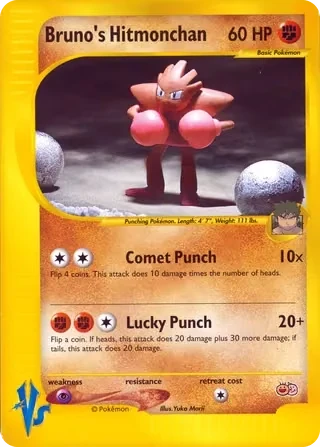 Bruno's Hitmonchan 60 HP
Basic Pokémon
Punching Pokémon. Length: 4' 7", Weight: 111 lbs.
Comet Punch 10x
Flip 4 coins. This attack does 10 damage times the number of heads.
Lucky Punch 20+
Flip a coin. If heads, this attack does 20 damage plus 30 more damage; if
tails, this attack does 20 damage.
weakness resistance retreat cost
© Pokémon Illus. Yuka Morii
VS